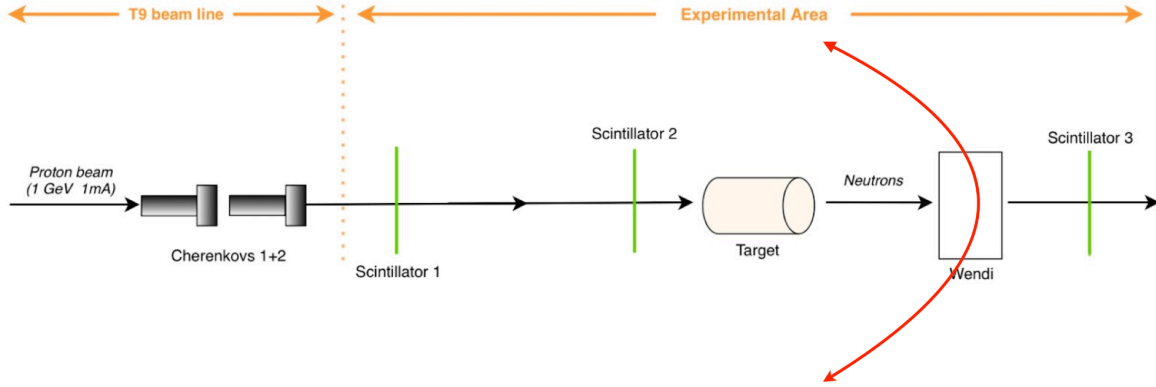 T9 beam line
Experimental Area
Proton beam
(1 GeV 1mA)
Cherenkovs 1+2
Scintillator 1
Scintillator 2
Target
Neutrons
Wendi
Scintillator 3